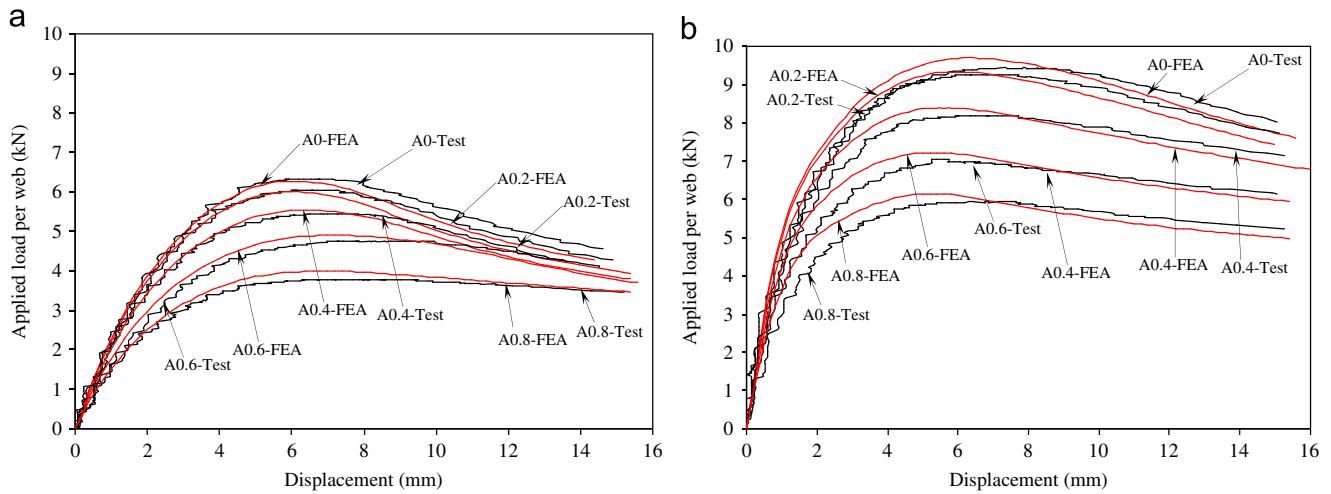 a
10
9
8
7
6
5
4
3
2
1
0
Applied load per web (kN)
A0-FEA
A0-Test
A0.2-FEA
A0.2-Test
A0.4-FEA
A0.4-Test
A0.8-FEA
A0.8-Test
A0.6-FEA
A0.6-Test
0 2 4 6 8 10 12 14 16
Displacement (mm)
b
10
9
8
7
6
5
4
3
2
1
0
Applied load per web (kN)
A0.2-FEA
A0.2-Test
A0-FEA
A0-Test
A0.6-Test
A0.6-FEA
A0.8-FEA
A0.4-FEA
A0.4-FEA
A0.4-Test
A0.8-Test
0 2 4 6 8 10 12 14 16
Displacement (mm)